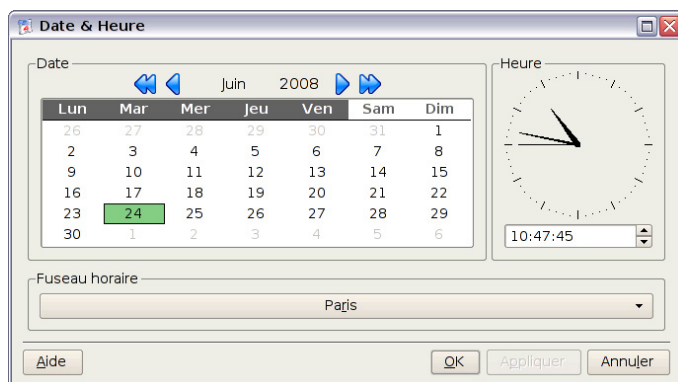 Date & Heure
Date
Juin 2008
Lun Mar Mer Jeu Ven Sam Dim
26 27 28 29 30 31 1
2 3 4 5 6 7 8
9 10 11 12 13 14 15
16 17 18 19 20 21 22
23 24 25 26 27 28 29
30 1 2 3 4 5 6
Heure
10:47:45
Fuseau horaire
Paris
Aide
OK Appliquer Annuler